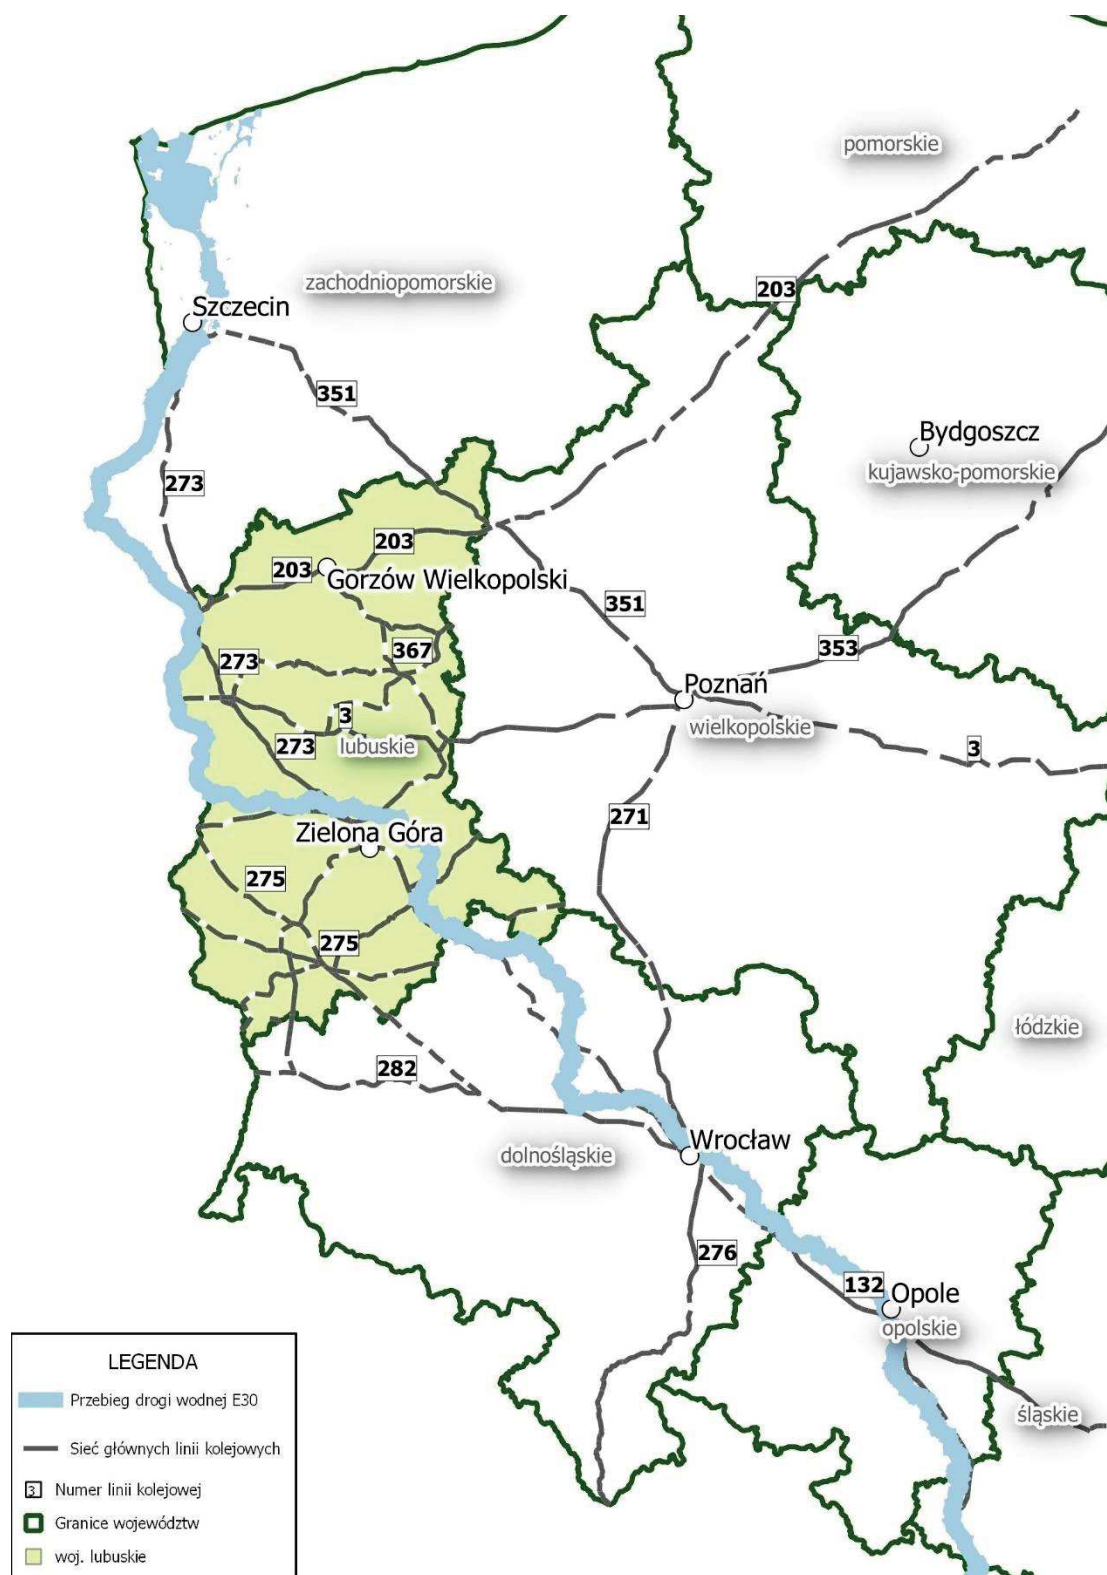 pomorskie
zachodniopomorskie
203
Szczecin
351
Bydgoszcz
kujawsko-pomorskie
273
203
203
Gorzów Wielkopolski
351
367
353
273
Poznań
3
wielkopolskie
273
lubuskie
3
271
Zielona Góra
275
275
łódzkie
282
Wrocław
dolnośląskie
276
132
Opole
opolskie
śląskie
LEGENDA
Przebieg drogi wodnej E30
Sieć głównych linii kolejowych
3 Numer linii kolejowej
Granice województw
woj. lubuskie